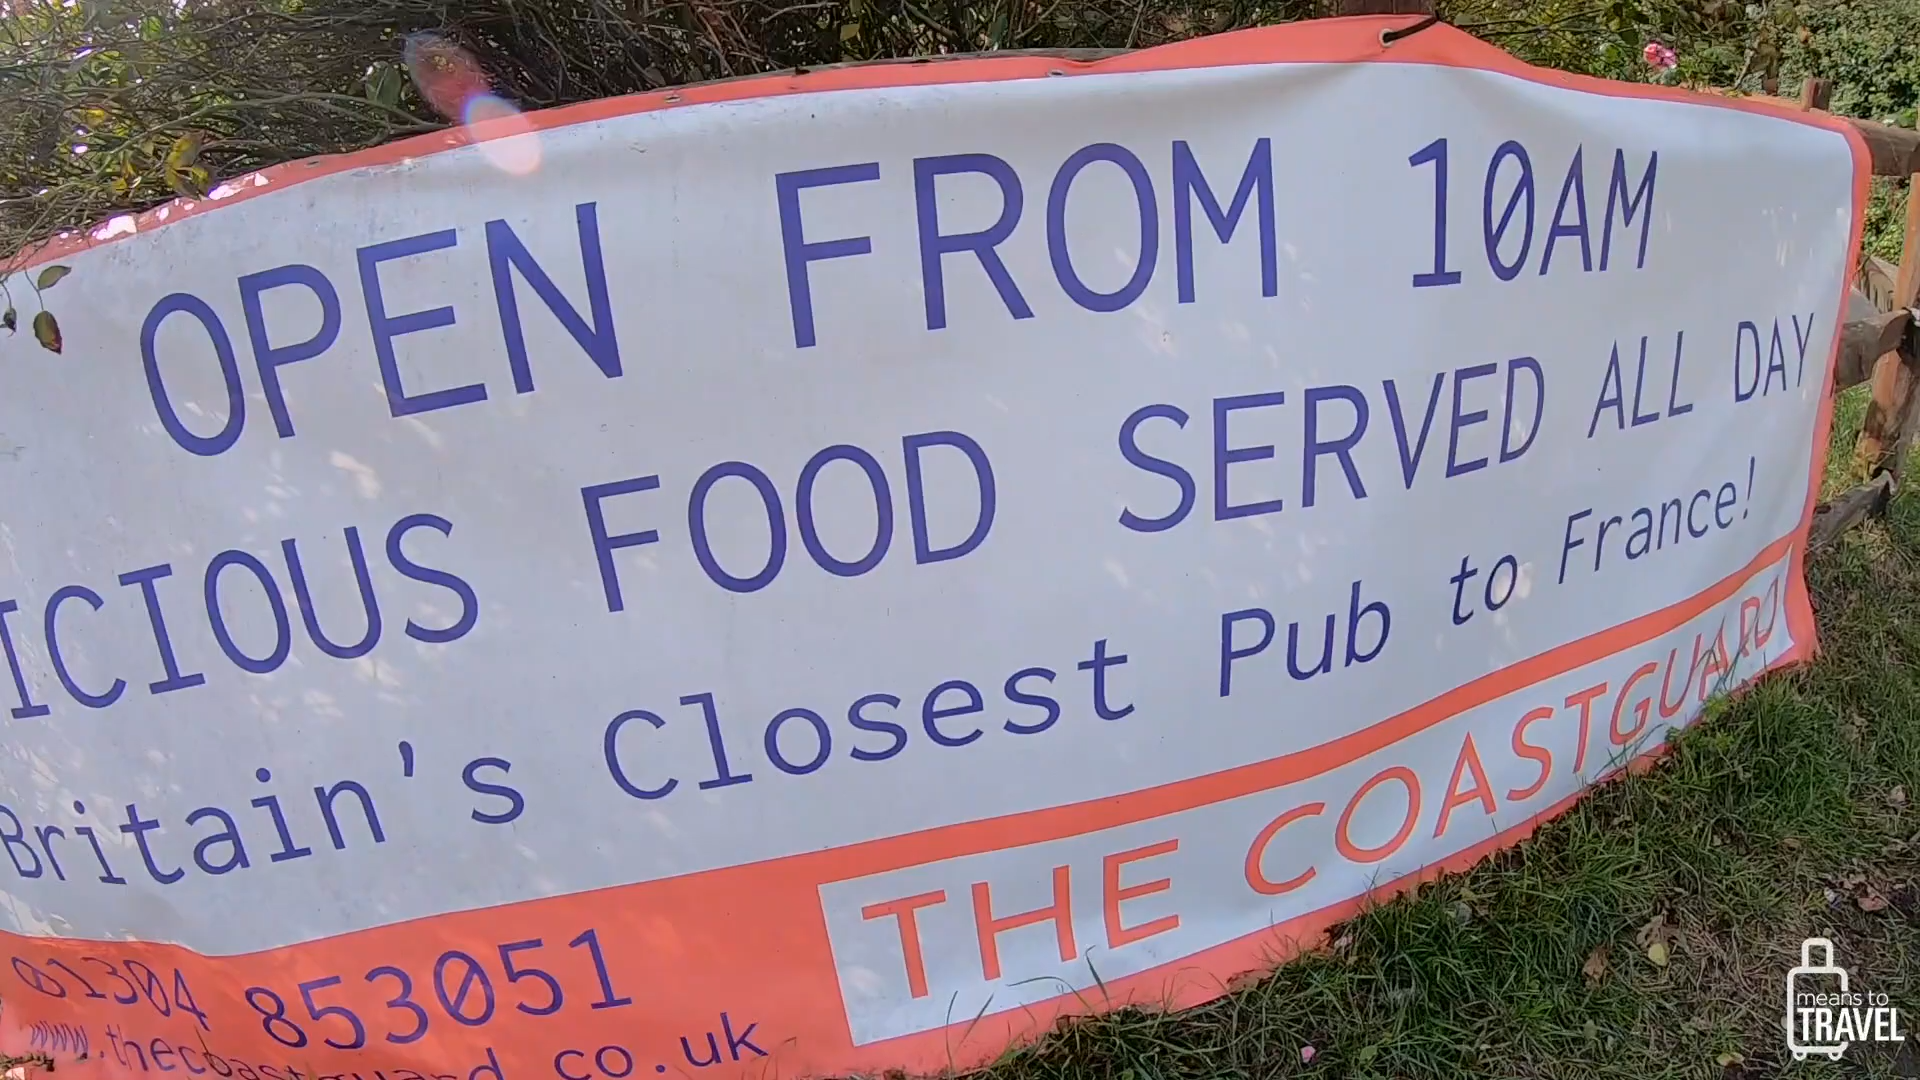 OPEN FROM 10AM
ICIOUS FOOD SERVED ALL DAY
Britain's Closest Pub to France!
THE COASTGUARD
01304 853051
www.thecoastguard.co.uk
means to
TRAVEL